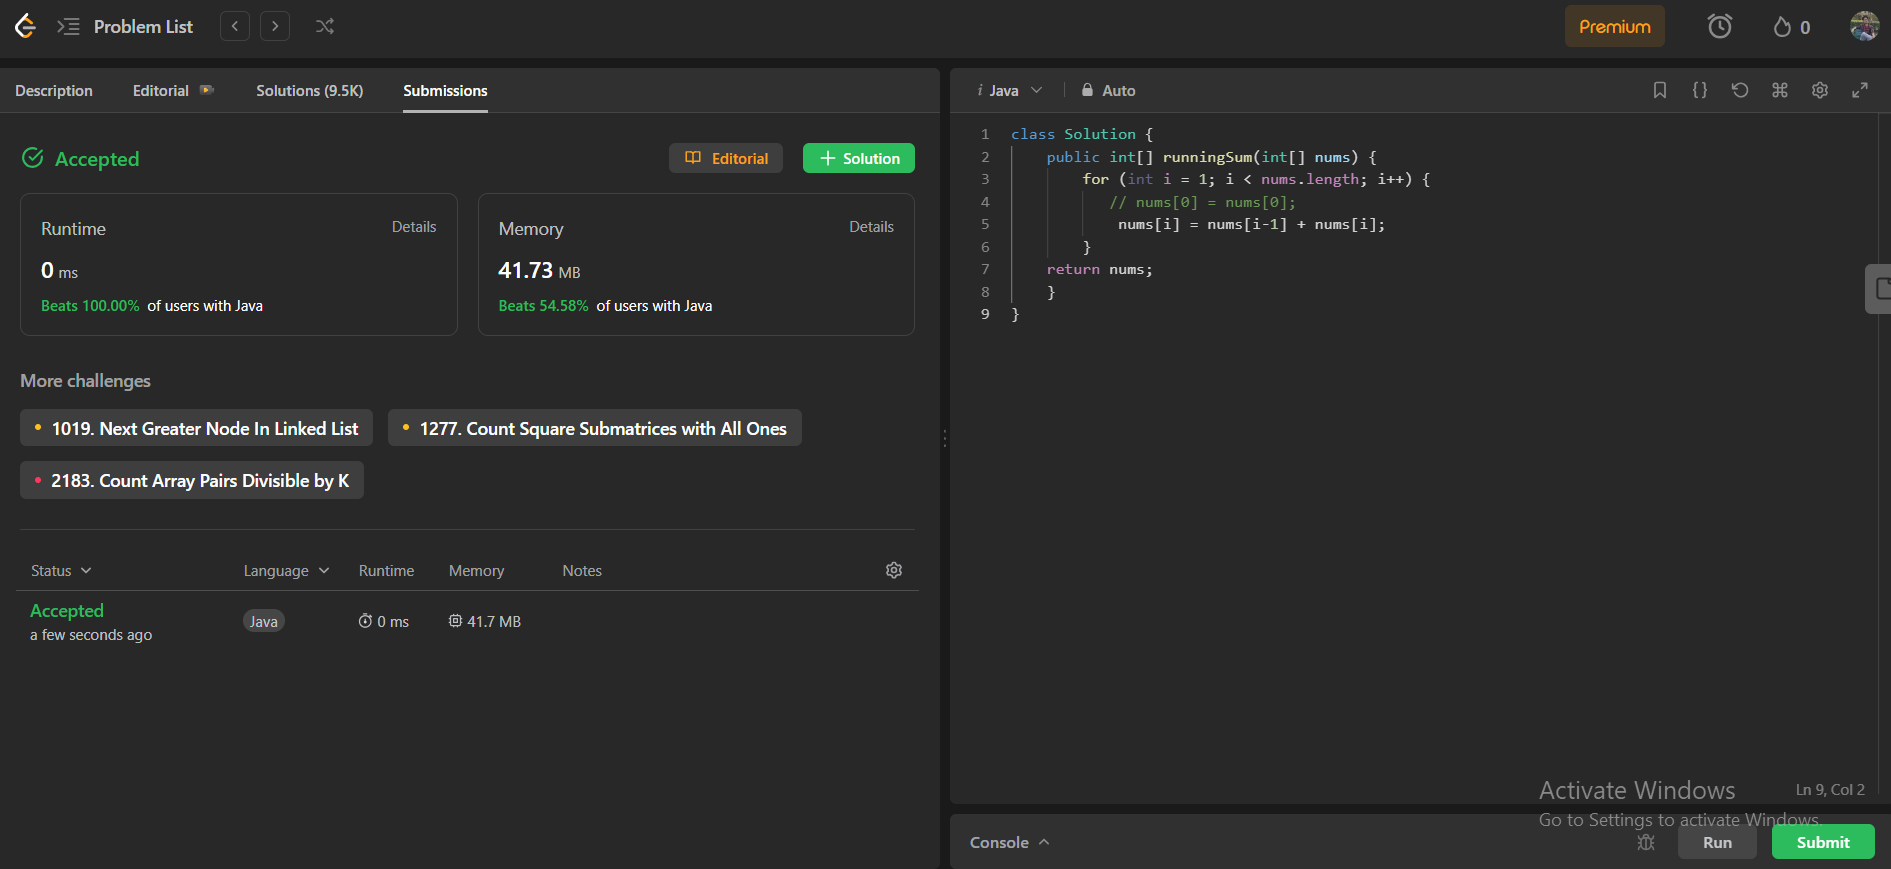 Problem List
Premium
0
Description Editorial Solutions (9.5K) Submissions
Accepted
Editorial
Solution
Runtime Details
0 ms
Beats 100.00% of users with Java
Memory Details
41.73 MB
Beats 54.58% of users with Java
More challenges
1019. Next Greater Node In Linked List
1277. Count Square Submatrices with All Ones
2183. Count Array Pairs Divisible by K
Status Language Runtime Memory Notes
Accepted
a few seconds ago
Java 0 ms 41.7 MB
i Java Auto
1 class Solution {
2 public int[] runningSum(int[] nums) {
3 for (int i = 1; i < nums.length; i++) {
4 // nums[0] = nums[0];
5 nums[i] = nums[i-1] + nums[i];
6 }
7 return nums;
8 }
9 }
Activate Windows
Go to Settings to activate Windows.
Ln 9, Col 2
Console
Run
Submit